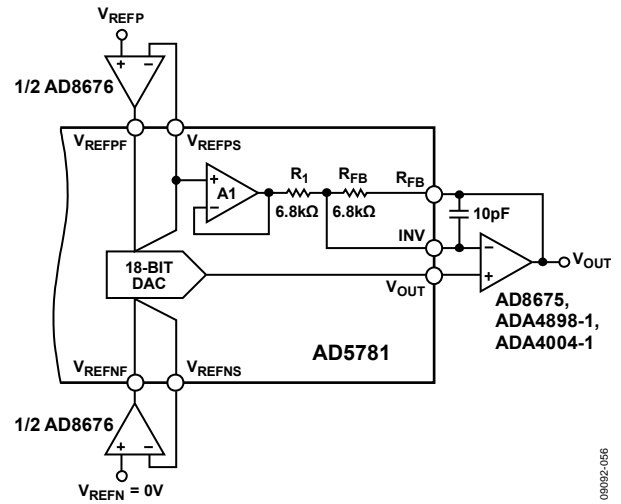 VREFP
+ −
1/2 AD8676
VREFPF
VREFPS
+
A1
−
R1
6.8kΩ
RFB
6.8kΩ
RFB
10pF
INV
−
+
VOUT
18-BIT
DAC
VOUT
AD8675,
ADA4898-1,
ADA4004-1
AD5781
VREFNF
VREFNS
1/2 AD8676
+ −
VREFN = 0V
09092-056